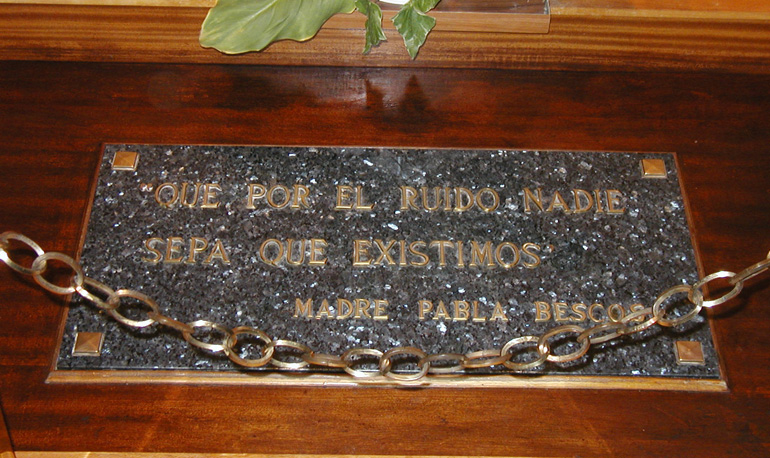 "QUE POR EL RUIDO NADIE
SEPA QUE EXISTIMOS"
MADRE PABLA BESCOS